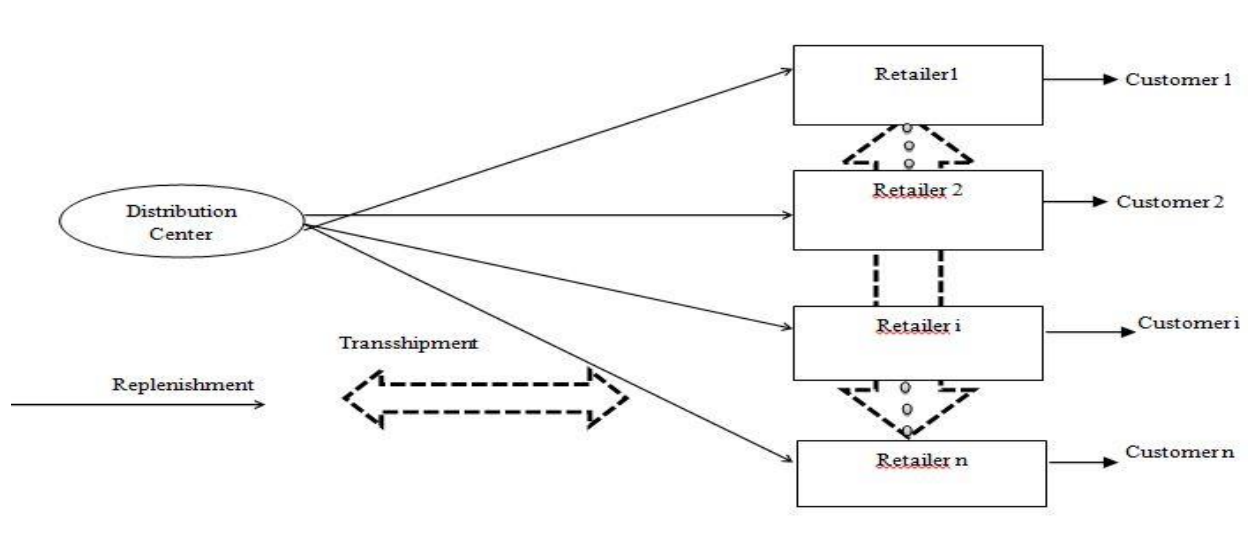 Retailer1
Customer 1
Retailer 2
Customer 2
Distribution
Center
Retailer i
Customer i
Transshipment
Replenishment
Retailer n
Customer n